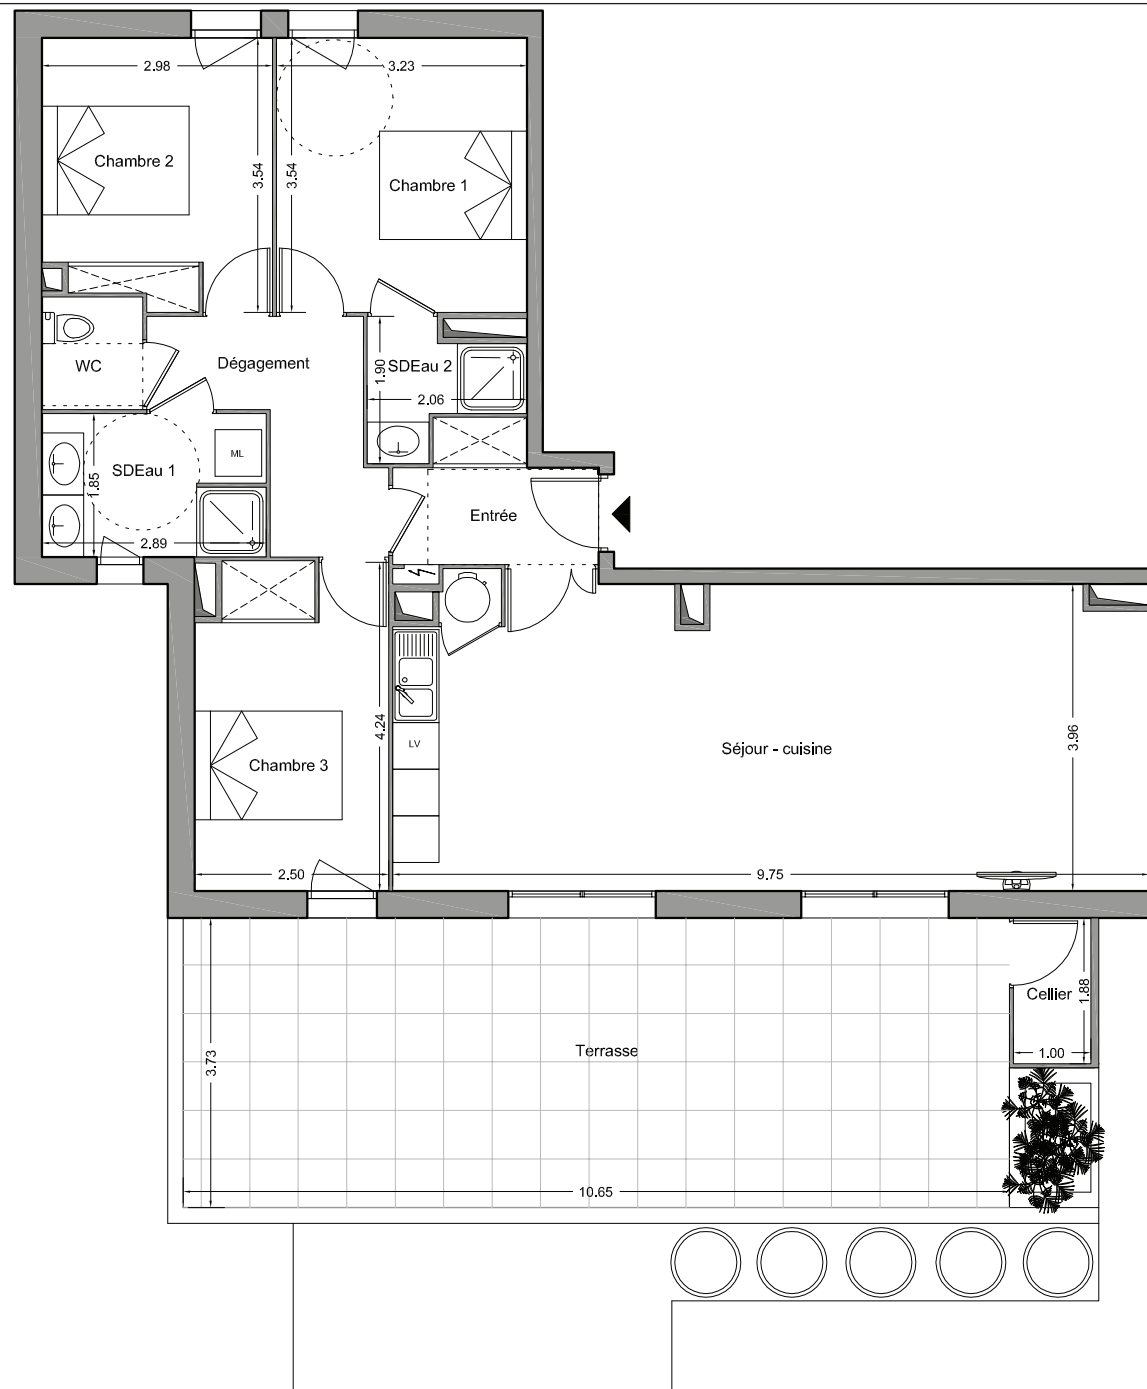 2.98
3.23
Chambre 2
3.54
3.54
Chambre 1
WC
Dégagement
1.90
SDEau 2
2.06
ML
SDEau 1
1.85
2.89
Entrée
4.24
LV
Chambre 3
Séjour - cuisine
3.96
2.50
9.75
Cellier
1.88
1.00
3.73
Terrasse
10.65